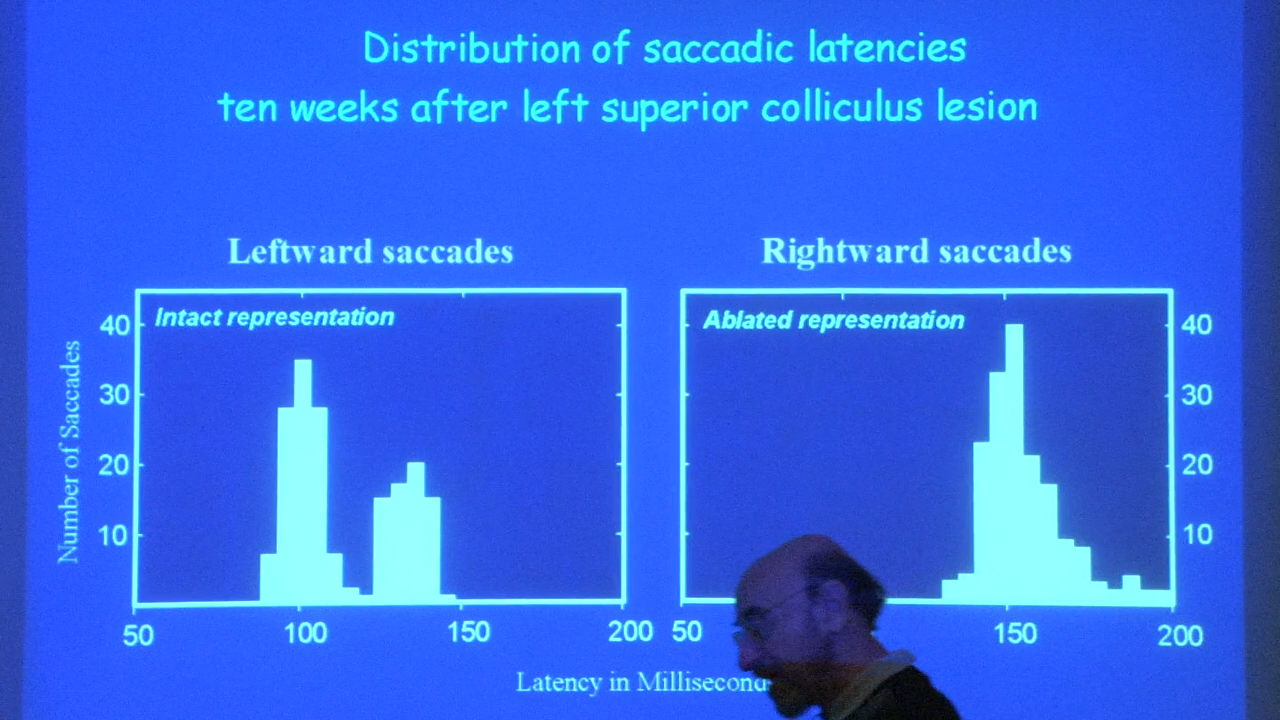 Distribution of saccadic latencies
ten weeks after left superior colliculus lesion
Leftward saccades
Rightward saccades
Intact representation
Ablated representation
Number of Saccades
40
30
20
10
40
30
20
10
50 100 150 200
50 150 200
Latency in Millisecond